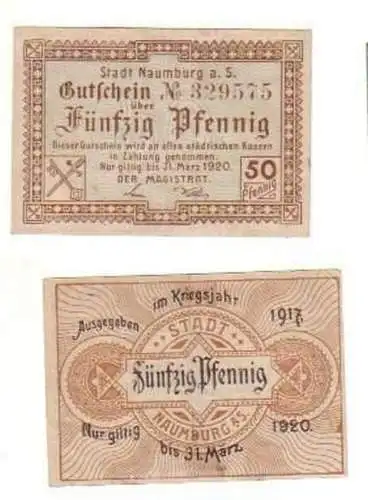 Stadt Naumburg a. S.
Gutschein № 329575
über
Fünfzig Pfennig
Dieser Gutschein wird an allen städtischen Kassen
in Zahlung genommen.
Nur giltig bis 31. März 1920.
DER MAGISTRAT.
50
Pfennig
im Kriegsjahr
Ausgegeben 1917.
STADT
Fünfzig Pfennig
NAUMBURG a/S.
Nur giltig 1920.
bis 31. März